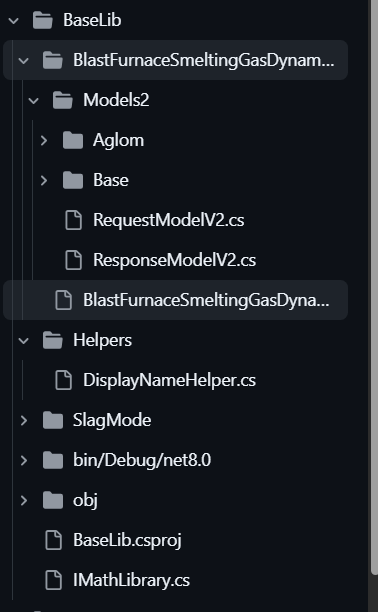 BaseLib
BlastFurnaceSmeltingGasDynam...
Models2
Aglom
Base
RequestModelV2.cs
ResponseModelV2.cs
BlastFurnaceSmeltingGasDyna...
Helpers
DisplayNameHelper.cs
SlagMode
bin/Debug/net8.0
obj
BaseLib.csproj
IMathLibrary.cs